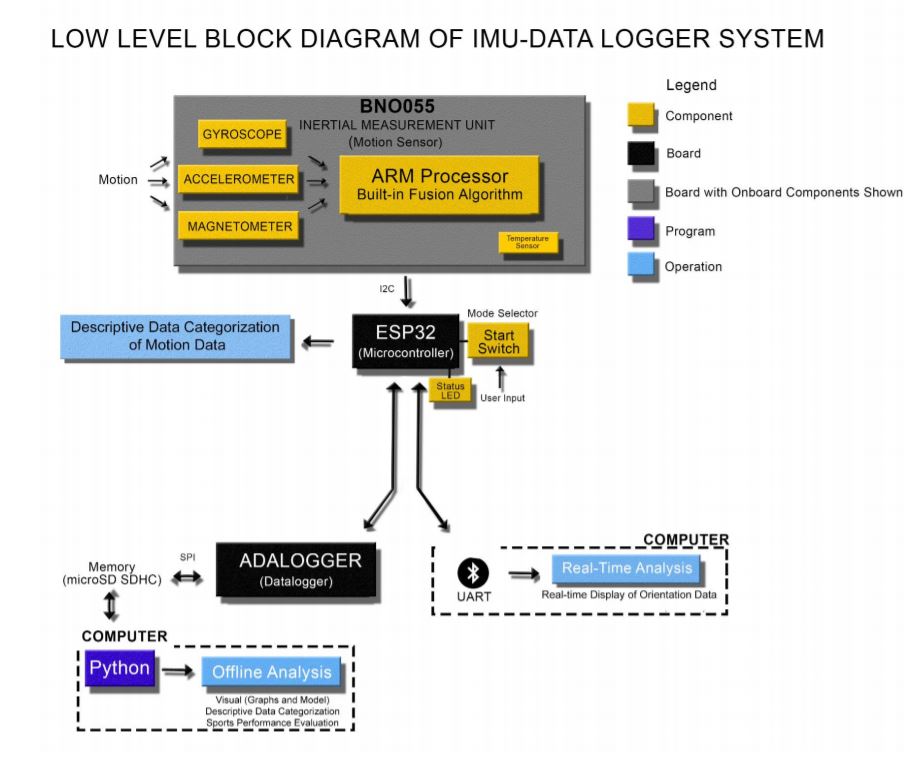 LOW LEVEL BLOCK DIAGRAM OF IMU-DATA LOGGER SYSTEM
Legend
Component
Board
Board with Onboard Components Shown
Program
Operation
BNO055
INERTIAL MEASUREMENT UNIT
(Motion Sensor)
GYROSCOPE
Motion
ACCELEROMETER
MAGNETOMETER
ARM Processor
Built-in Fusion Algorithm
Temperature
Sensor
I2C
Descriptive Data Categorization
of Motion Data
ESP32
(Microcontroller)
Mode Selector
Start
Switch
Status
LED
User Input
ADALOGGER
(Datalogger)
SPI
Memory
(microSD SDHC)
COMPUTER
UART
Real-Time Analysis
Real-time Display of Orientation Data
COMPUTER
Python
Offline Analysis
Visual (Graphs and Model)
Descriptive Data Categorization
Sports Performance Evaluation